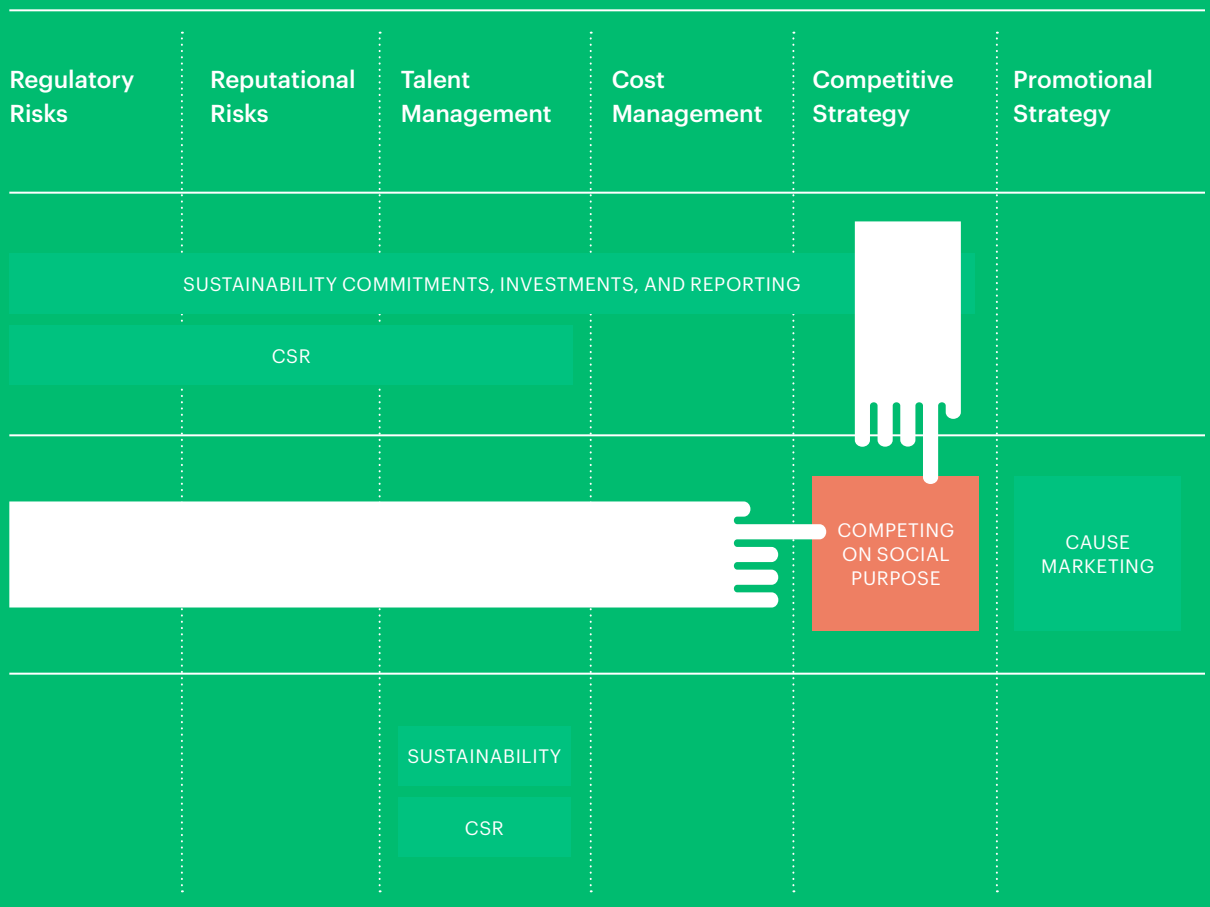 Regulatory
Risks
Reputational
Risks
Talent
Management
Cost
Management
Competitive
Strategy
Promotional
Strategy
SUSTAINABILITY COMMITMENTS, INVESTMENTS, AND REPORTING
CSR
COMPETING
ON SOCIAL
PURPOSE
CAUSE
MARKETING
SUSTAINABILITY
CSR